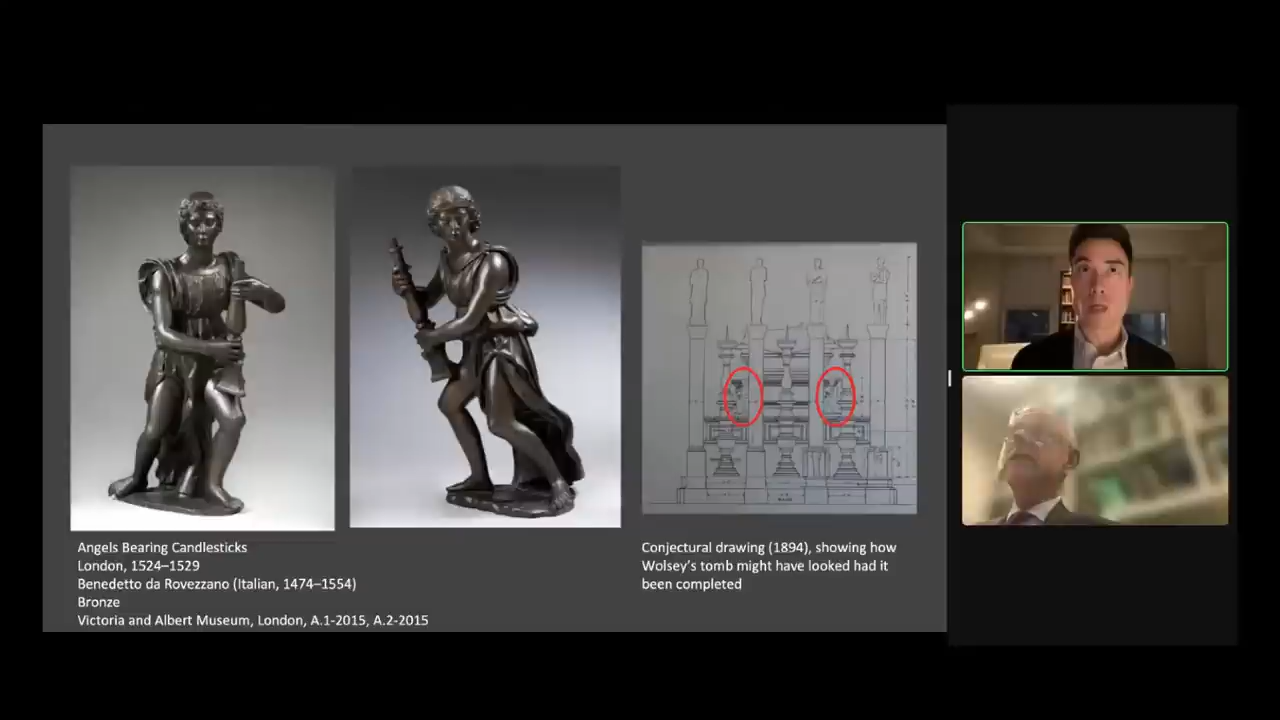 Angels Bearing Candlesticks
London, 1524–1529
Benedetto da Rovezzano (Italian, 1474–1554)
Bronze
Victoria and Albert Museum, London, A.1-2015, A.2-2015
Conjectural drawing (1894), showing how
Wolsey’s tomb might have looked had it
been completed